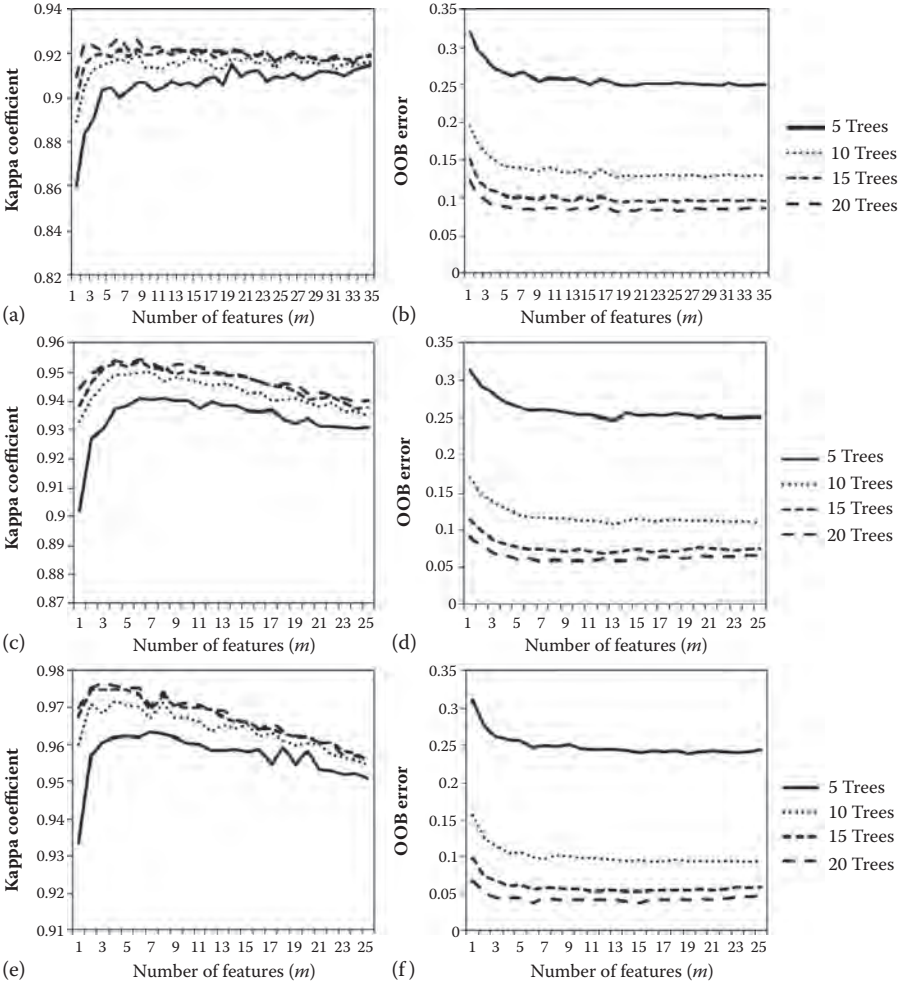 0.94
0.92
0.9
0.88
0.86
0.84
0.82
Kappa coefficient
1 3 5 7 9 11 13 15 17 19 21 23 25 27 29 31 33 35
(a) Number of features (m)
0.35
0.3
0.25
0.2
0.15
0.1
0.05
0
OOB error
1 3 5 7 9 11 13 15 17 19 21 23 25 27 29 31 33 35
(b) Number of features (m)
5 Trees
10 Trees
15 Trees
20 Trees
0.96
0.95
0.94
0.93
0.92
0.91
0.9
0.89
0.88
0.87
Kappa coefficient
1 3 5 7 9 11 13 15 17 19 21 23 25
(c) Number of features (m)
0.35
0.3
0.25
0.2
0.15
0.1
0.05
0
OOB error
1 3 5 7 9 11 13 15 17 19 21 23 25
(d) Number of features (m)
5 Trees
10 Trees
15 Trees
20 Trees
0.98
0.97
0.96
0.95
0.94
0.93
0.92
0.91
Kappa coefficient
1 3 5 7 9 11 13 15 17 19 21 23 25
(e) Number of features (m)
0.35
0.3
0.25
0.2
0.15
0.1
0.05
0
OOB error
1 3 5 7 9 11 13 15 17 19 21 23 25
(f) Number of features (m)
5 Trees
10 Trees
15 Trees
20 Trees